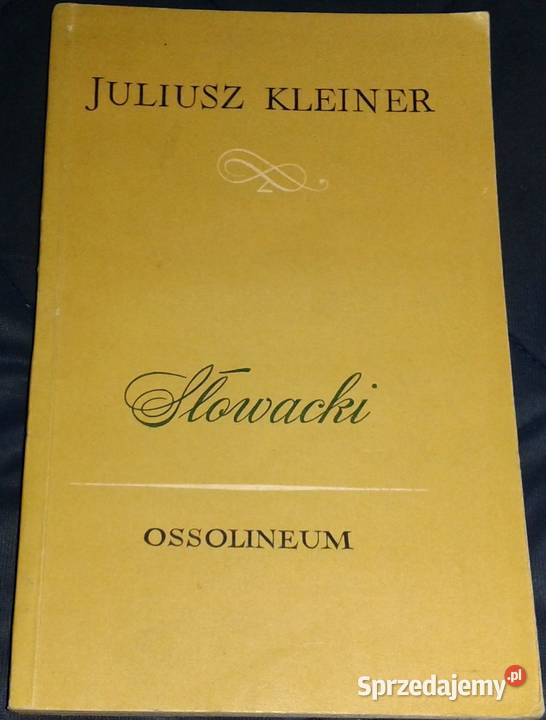 JULIUSZ KLEINER
Słowacki
OSSOLINEUM
Sprzedajemy.pl